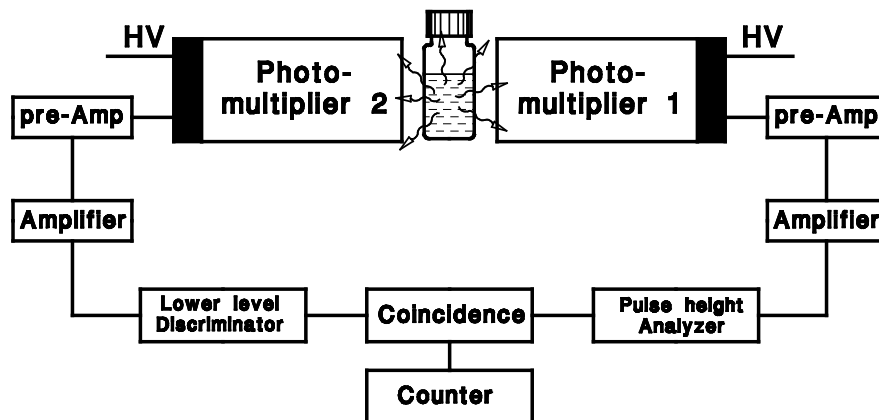 HV
HV
Photo-
multiplier 2
Photo-
multiplier 1
pre-Amp
pre-Amp
Amplifier
Amplifier
Lower level
Discriminator
Coincidence
Pulse height
Analyzer
Counter